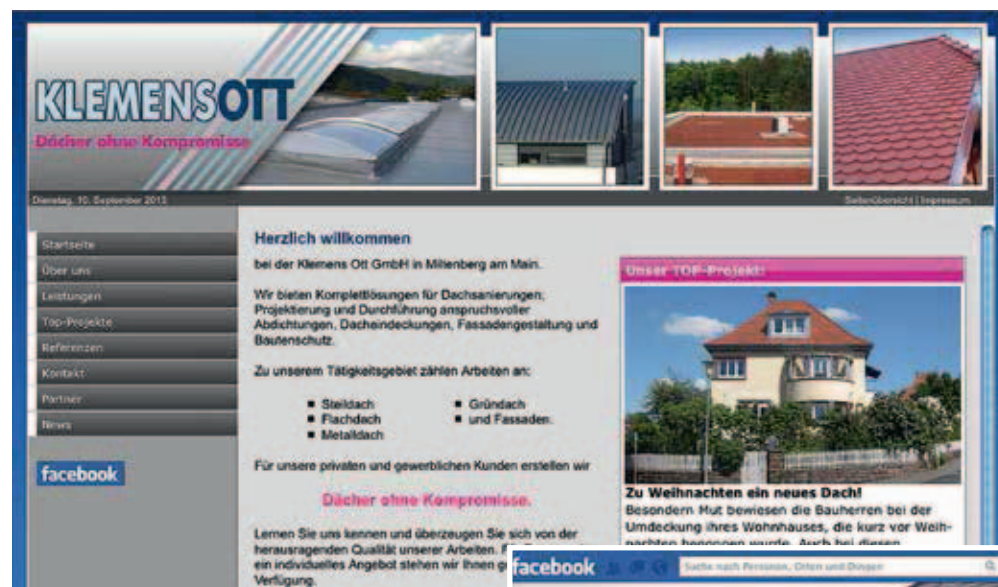 KLEMENSOTT
Dächer ohne Kompromisse
Dienstag, 10. September 2013
Seitenübersicht | Impressum
Startseite
Über uns
Leistungen
Top-Projekte
Referenzen
Kontakt
Partner
News
facebook
Herzlich willkommen
bei der Klemens Ott GmbH in Miltenberg am Main.
Wir bieten Komplettlösungen für Dachsanierungen;
Projektierung und Durchführung anspruchsvoller
Abdichtungen, Dacheindeckungen, Fassadengestaltung und
Bautenschutz.
Zu unserem Tätigkeitsgebiet zählen Arbeiten an:
▪ Steildach
▪ Flachdach
▪ Metalldach
▪ Gründach
▪ und Fassaden.
Für unsere privaten und gewerblichen Kunden erstellen wir
Dächer ohne Kompromisse.
Lernen Sie uns kennen und überzeugen Sie sich von der
herausragenden Qualität unserer Arbeiten.
ein individuelles Angebot stehen wir Ihnen
Verfügung.
Unser TOP-Projekt:
Zu Weihnachten ein neues Dach!
Besondern Mut bewiesen die Bauherren bei der
Umdeckung ihres Wohnhauses, die kurz vor Weih-
nachten begonnen wurde. Auch bei diesen
facebook
Suche nach Personen, Orten und Dingen